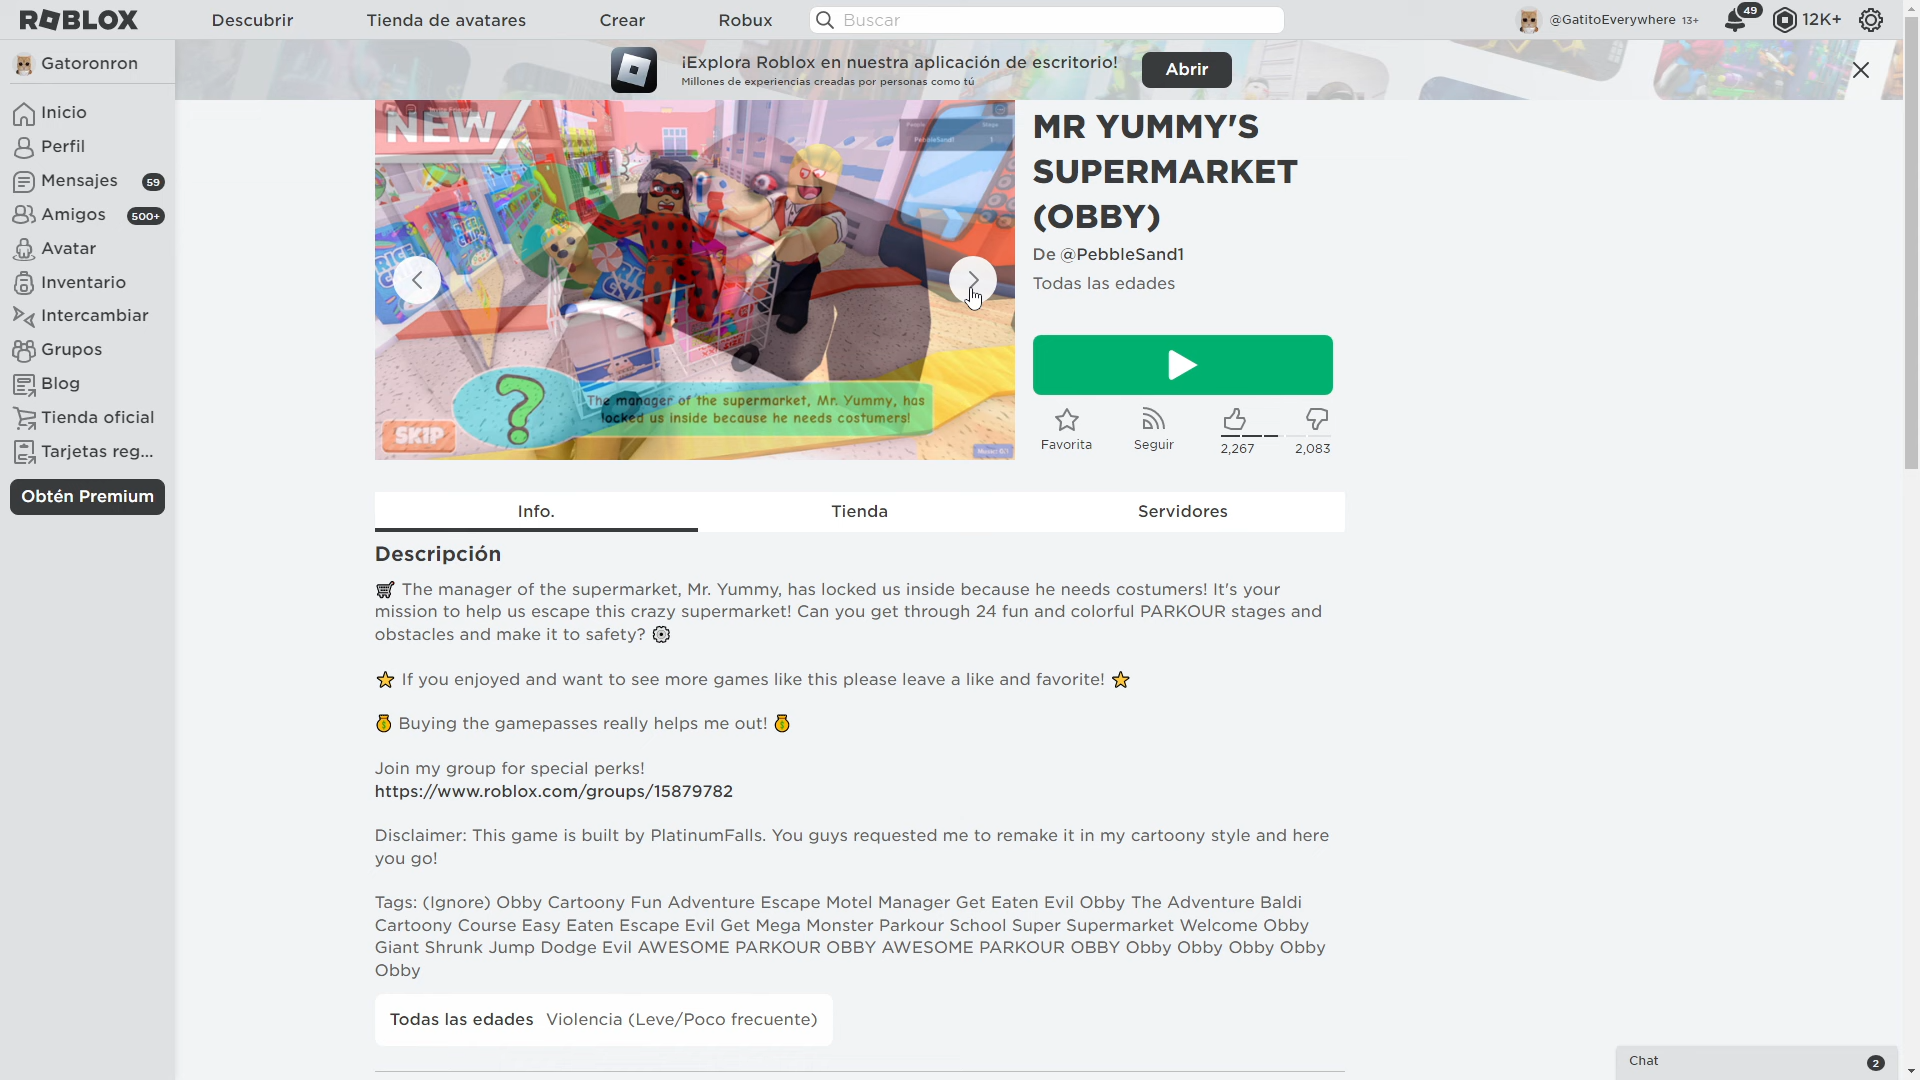 ROBLOX
Descubrir
Tienda de avatares
Crear
Robux
Buscar
@GatitoEverywhere 13+
49
12K+
Gatoronron
¡Explora Roblox en nuestra aplicación de escritorio!
Millones de experiencias creadas por personas como tú
Abrir
Inicio
Perfil
Mensajes 59
Amigos 500+
Avatar
Inventario
Intercambiar
Grupos
Blog
Tienda oficial
Tarjetas reg...
Obtén Premium
NEW
RICE CHIPS
?
The manager of the supermarket, Mr. Yummy, has
locked us inside because he needs costumers!
SKIP
MR YUMMY'S
SUPERMARKET
(OBBY)
De @PebbleSand1
Todas las edades
Favorita
Seguir
2,267
2,083
Info.
Tienda
Servidores
Descripción
The manager of the supermarket, Mr. Yummy, has locked us inside because he needs costumers! It's your
mission to help us escape this crazy supermarket! Can you get through 24 fun and colorful PARKOUR stages and
obstacles and make it to safety?
If you enjoyed and want to see more games like this please leave a like and favorite!
Buying the gamepasses really helps me out!
Join my group for special perks!
https://www.roblox.com/groups/15879782
Disclaimer: This game is built by PlatinumFalls. You guys requested me to remake it in my cartoony style and here
you go!
Tags: (Ignore) Obby Cartoony Fun Adventure Escape Motel Manager Get Eaten Evil Obby The Adventure Baldi
Cartoony Course Easy Eaten Escape Evil Get Mega Monster Parkour School Super Supermarket Welcome Obby
Giant Shrunk Jump Dodge Evil AWESOME PARKOUR OBBY AWESOME PARKOUR OBBY Obby Obby Obby Obby
Obby
Todas las edades Violencia (Leve/Poco frecuente)
Chat
2